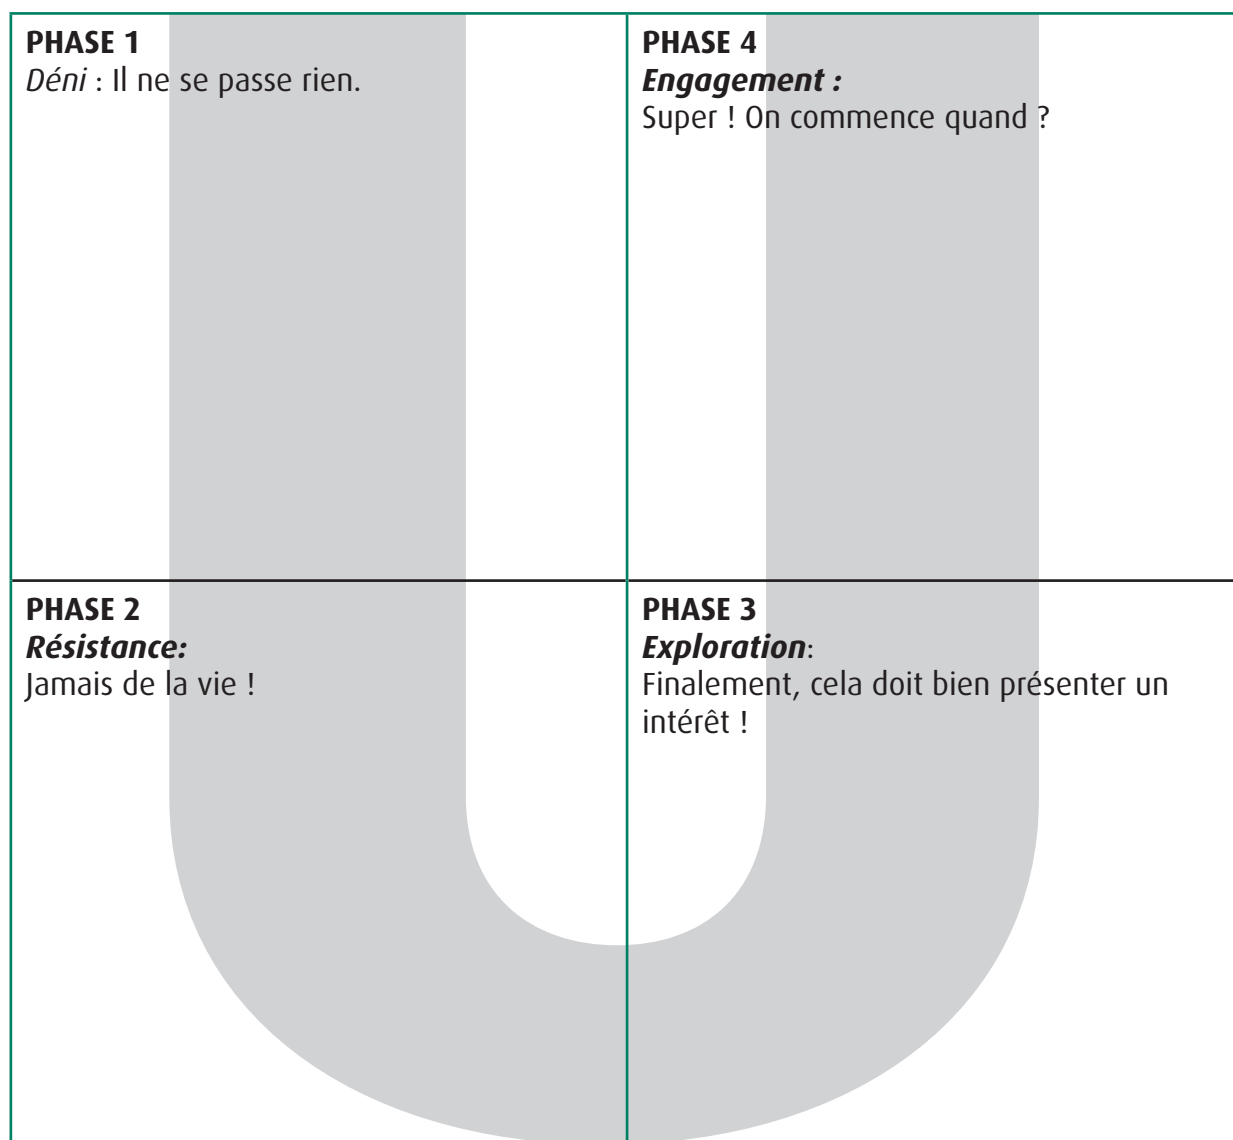 PHASE 1
Déni : Il ne se passe rien.
PHASE 4
Engagement :
Super ! On commence quand ?
PHASE 2
Résistance:
Jamais de la vie !
PHASE 3
Exploration:
Finalement, cela doit bien présenter un
intérêt !